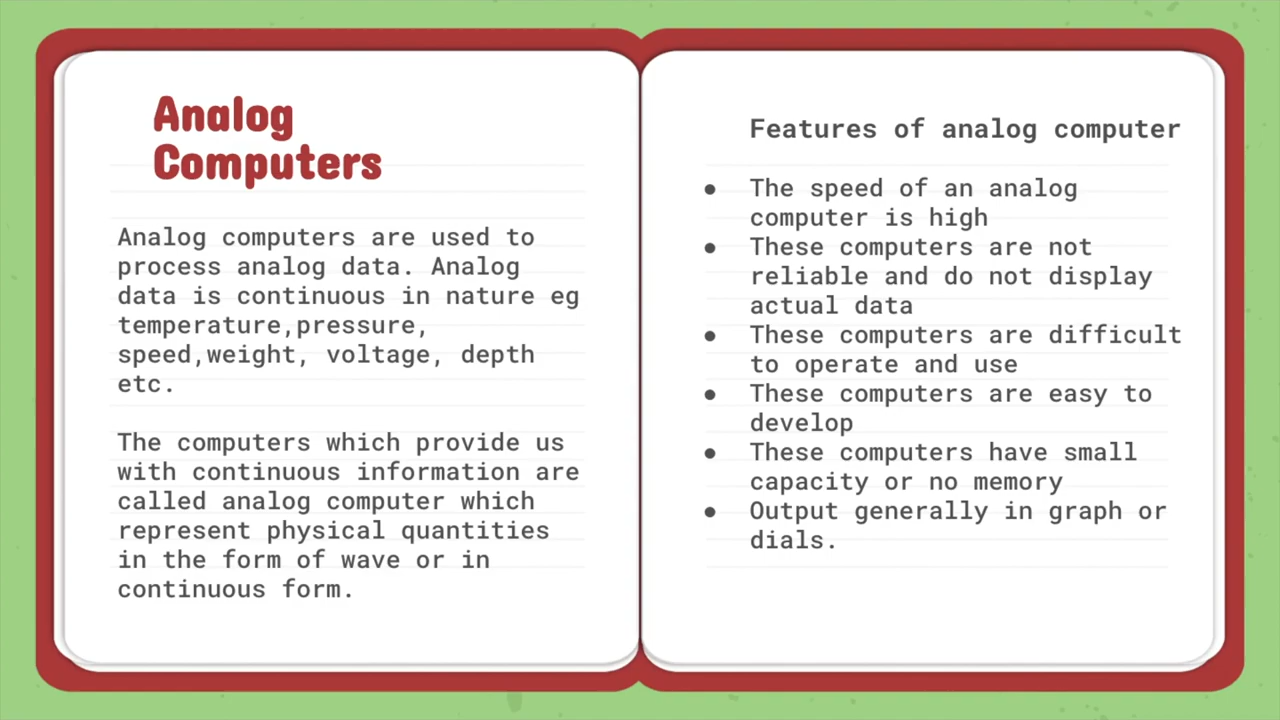 Analog
Computers
Analog computers are used to
process analog data. Analog
data is continuous in nature eg
temperature,pressure,
speed,weight, voltage, depth
etc.
The computers which provide us
with continuous information are
called analog computer which
represent physical quantities
in the form of wave or in
continuous form.
Features of analog computer
● The speed of an analog
computer is high
● These computers are not
reliable and do not display
actual data
● These computers are difficult
to operate and use
● These computers are easy to
develop
● These computers have small
capacity or no memory
● Output generally in graph or
dials.